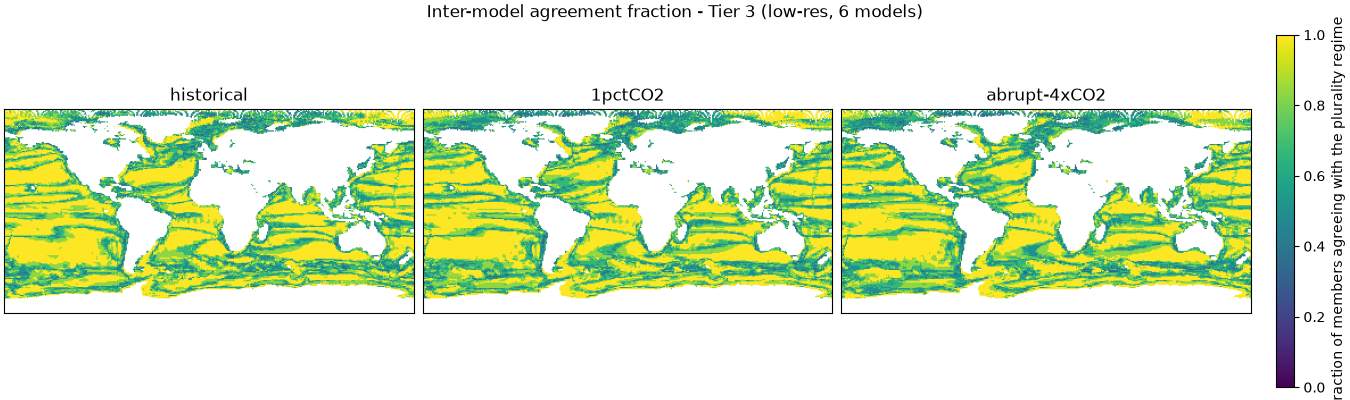 Inter-model agreement fraction - Tier 3 (low-res, 6 models)
historical
1pctCO2
abrupt-4xCO2
1.0
0.8
0.6
0.4
0.2
0.0
raction of members agreeing with the plurality regime